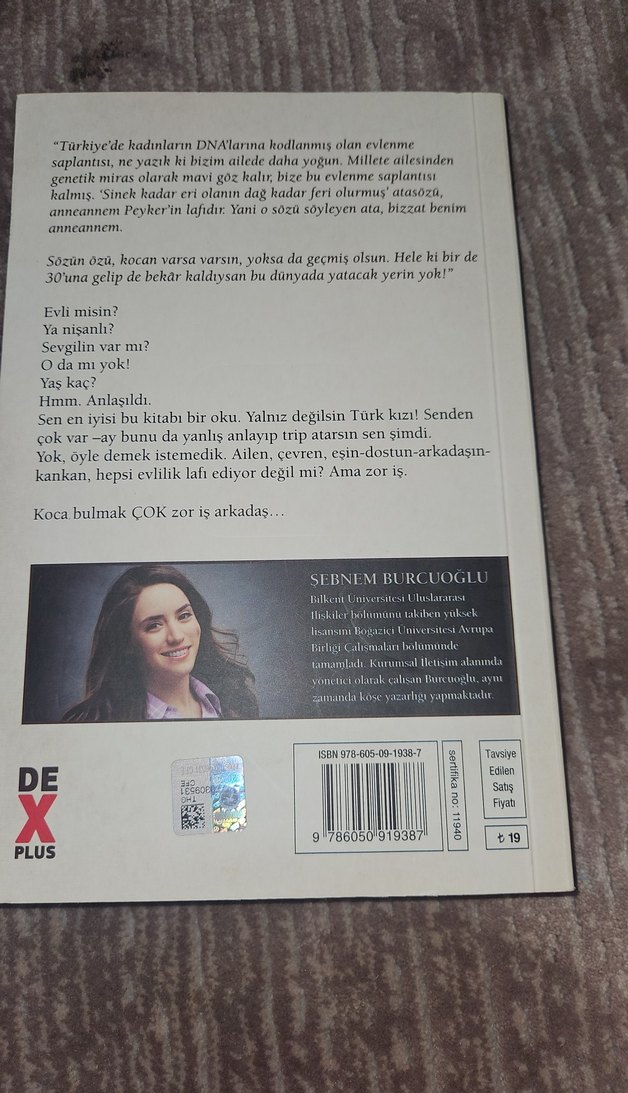 “Türkiye’de kadınların DNA’larına kodlanmış olan evlenme
saplantısı, ne yazık ki bizim ailede daha yoğun. Millete ailesinden
genetik miras olarak mavi göz kalır, bize bu evlenme saplantısı
kalmış. ‘Sinek kadar eri olanın dağ kadar feri olurmuş’ atasözü,
anneannem Peyker’in lafıdır. Yani o sözü söyleyen ata, bizzat benim
anneannem.
Sözün özü, kocan varsa varsın, yoksa da geçmiş olsun. Hele ki bir de
30’una gelip de bekâr kaldıysan bu dünyada yatacak yerin yok!”
Evli misin?
Ya nişanlı?
Sevgilin var mı?
O da mı yok!
Yaş kaç?
Hmm. Anlaşıldı.
Sen en iyisi bu kitabı bir oku. Yalnız değilsin Türk kızı! Senden
çok var –ay bunu da yanlış anlayıp trip atarsın sen şimdi.
Yok, öyle demek istemedik. Ailen, çevren, eşin-dostun-arkadaşın-
kankan, hepsi evlilik lafı ediyor değil mi? Ama zor iş.
Koca bulmak ÇOK zor iş arkadaş…
ŞEBNEM BURCUOĞLU
Bilkent Üniversitesi Uluslararası
İlişkiler bölümünü takiben yüksek
lisansını Boğaziçi Üniversitesi Avrupa
Birliği Çalışmaları bölümünde
tamamladı. Kurumsal İletişim alanında
yönetici olarak çalışan Burcuoğlu, aynı
zamanda köşe yazarlığı yapmaktadır.
DE
X
PLUS
ISBN 978-605-09-1938-7
9 786050 919387
sertifika no: 11940
Tavsiye
Edilen
Satış
Fiyatı
₺ 19